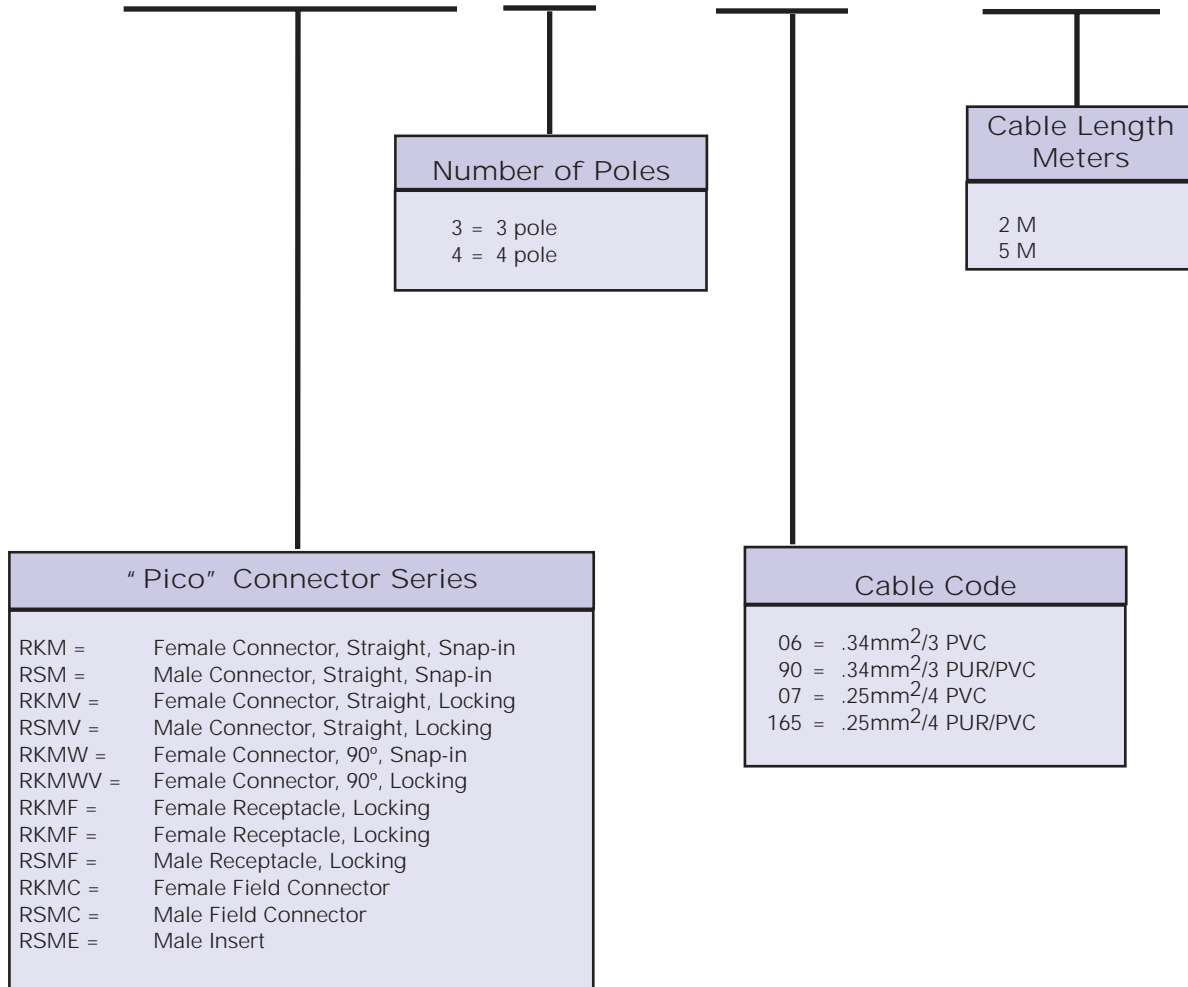 Number of Poles
3 = 3 pole
4 = 4 pole
Cable Length
Meters
2 M
5 M
"Pico" Connector Series
RKM = Female Connector, Straight, Snap-in
RSM = Male Connector, Straight, Snap-in
RKMV = Female Connector, Straight, Locking
RSMV = Male Connector, Straight, Locking
RKMW = Female Connector, 90º, Snap-in
RKMWV = Female Connector, 90º, Locking
RKMF = Female Receptacle, Locking
RKMF = Female Receptacle, Locking
RSMF = Male Receptacle, Locking
RKMC = Female Field Connector
RSMC = Male Field Connector
RSME = Male Insert
Cable Code
06 = .34mm²/3 PVC
90 = .34mm²/3 PUR/PVC
07 = .25mm²/4 PVC
165 = .25mm²/4 PUR/PVC